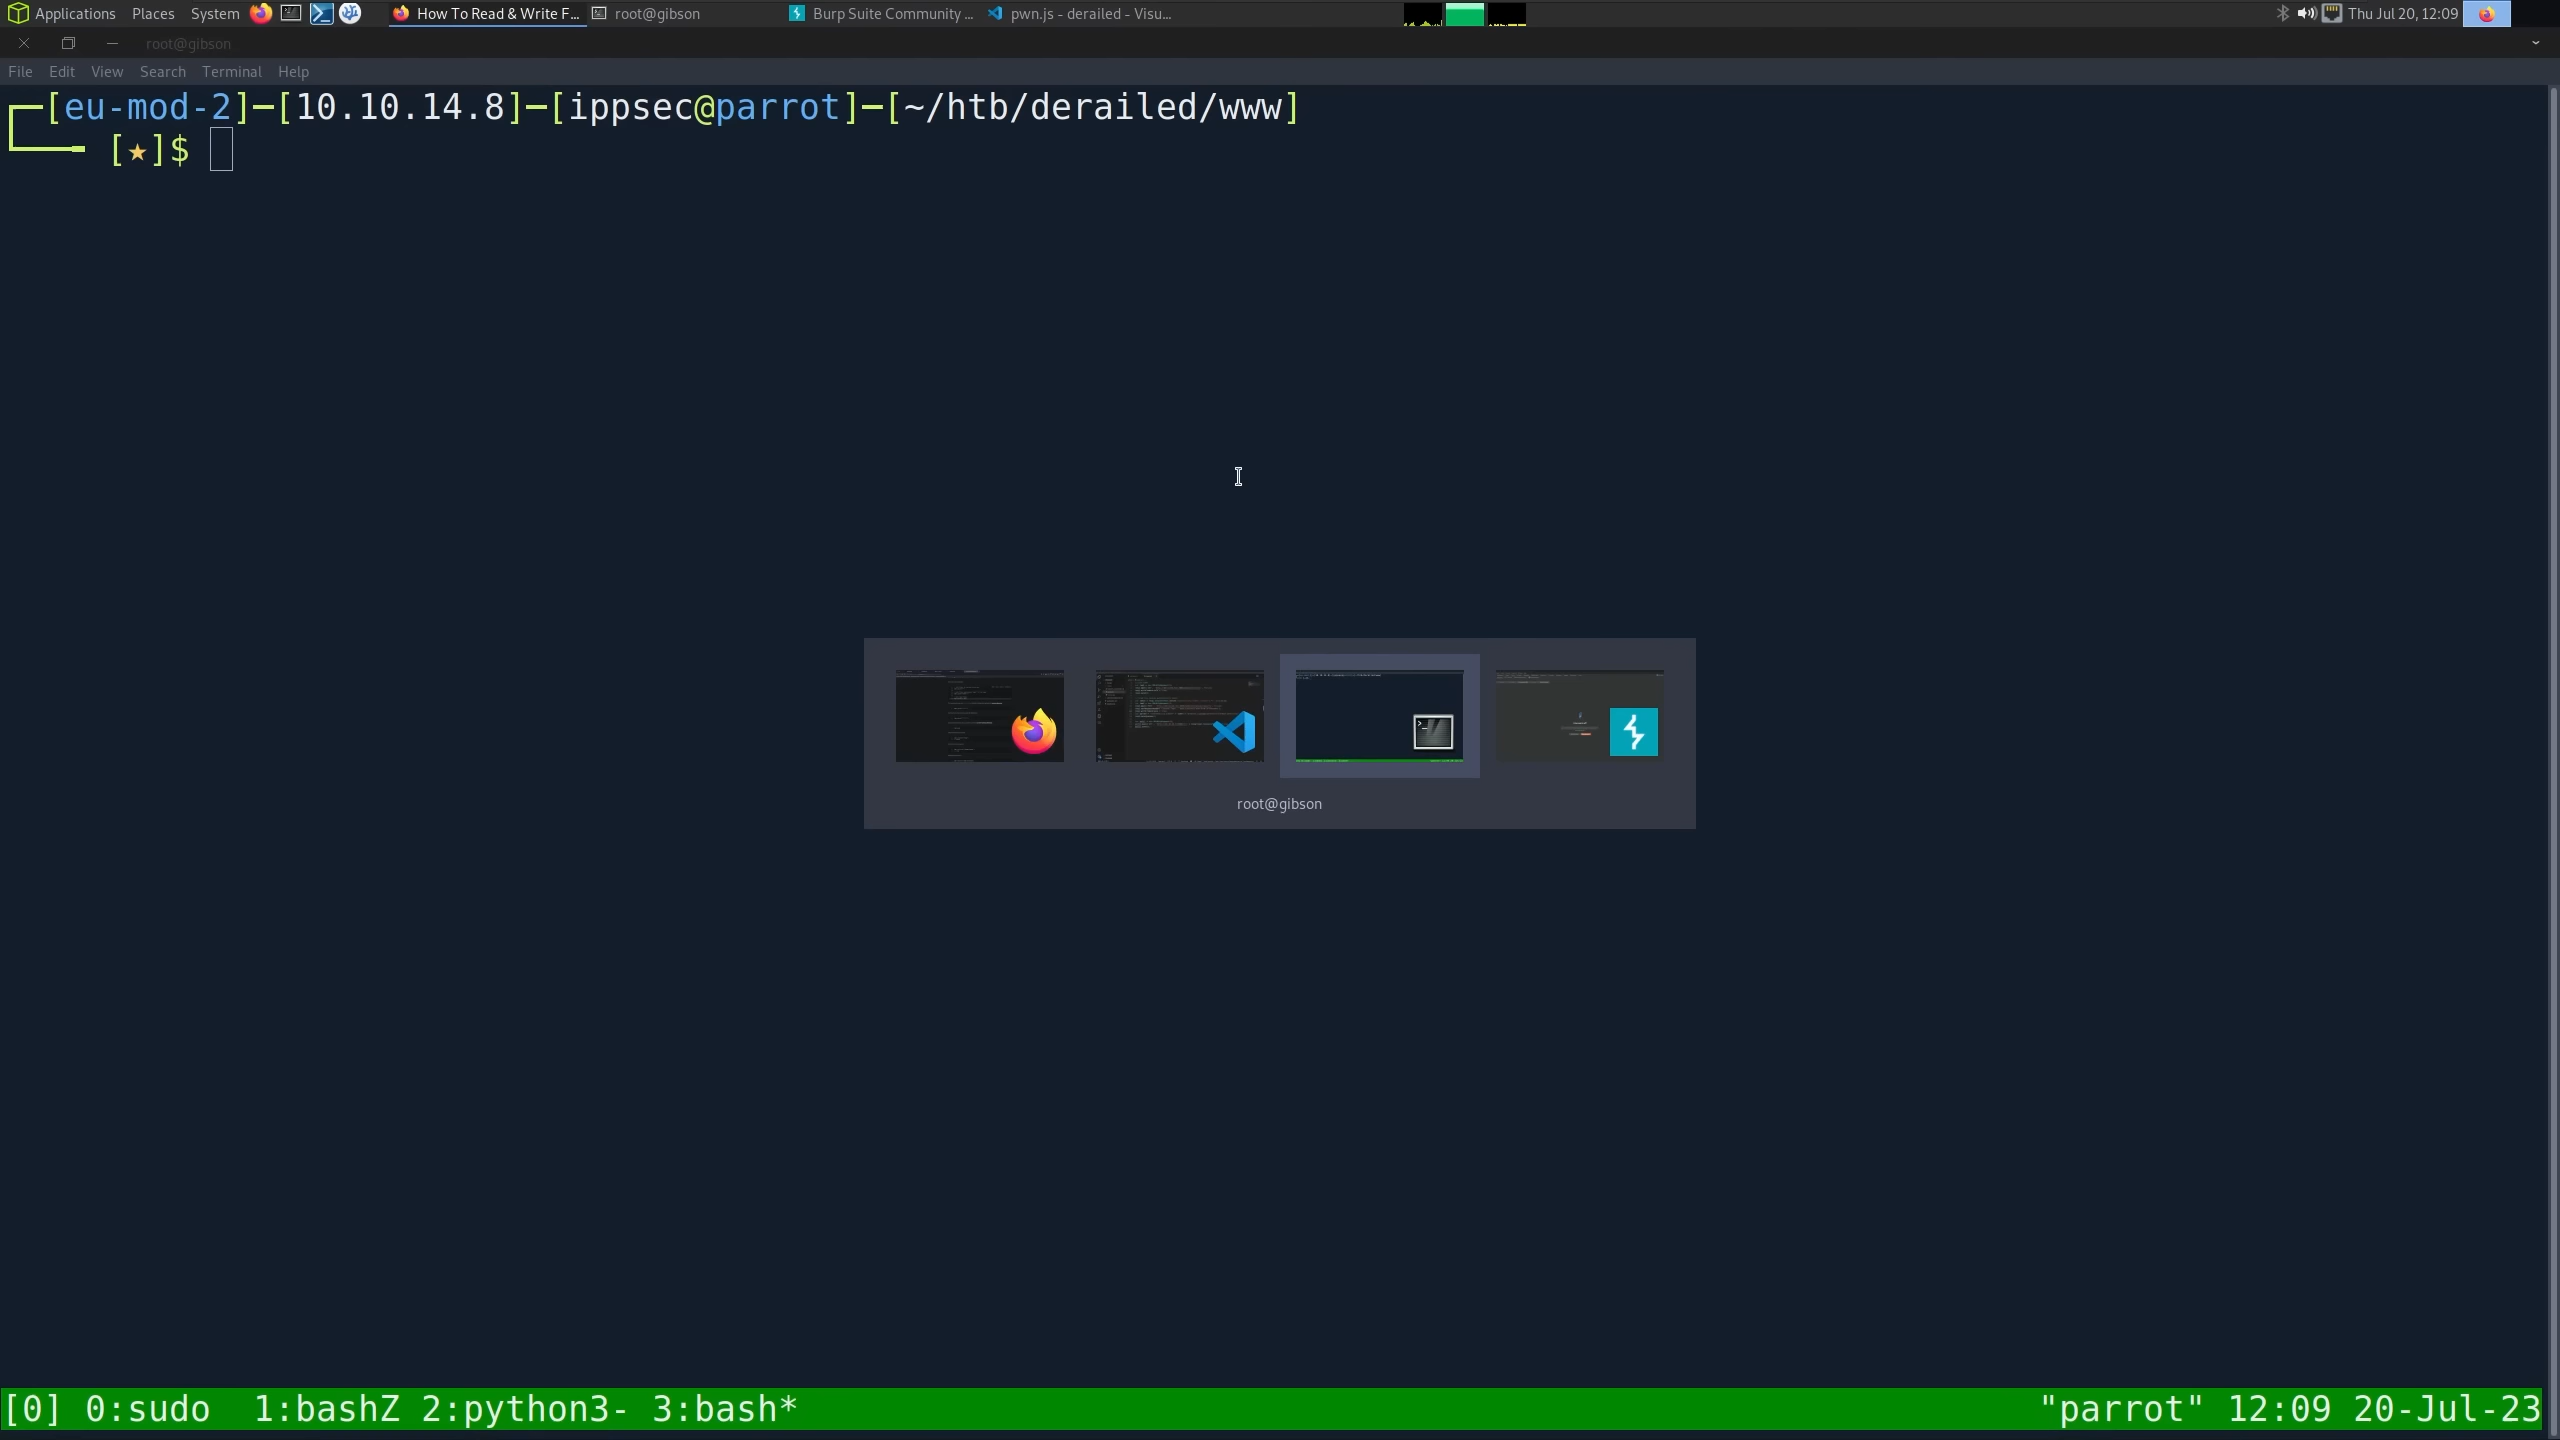 Applications Places System How To Read & Write F... root@gibson Burp Suite Community ... pwn.js - derailed - Visu... Thu Jul 20, 12:09
root@gibson
File Edit View Search Terminal Help
┌─[eu-mod-2]─[10.10.14.8]─[ippsec@parrot]─[~/htb/derailed/www]
└──╼ [★]$
root@gibson
[0] 0:sudo  1:bashZ 2:python3- 3:bash* "parrot" 12:09 20-Jul-23